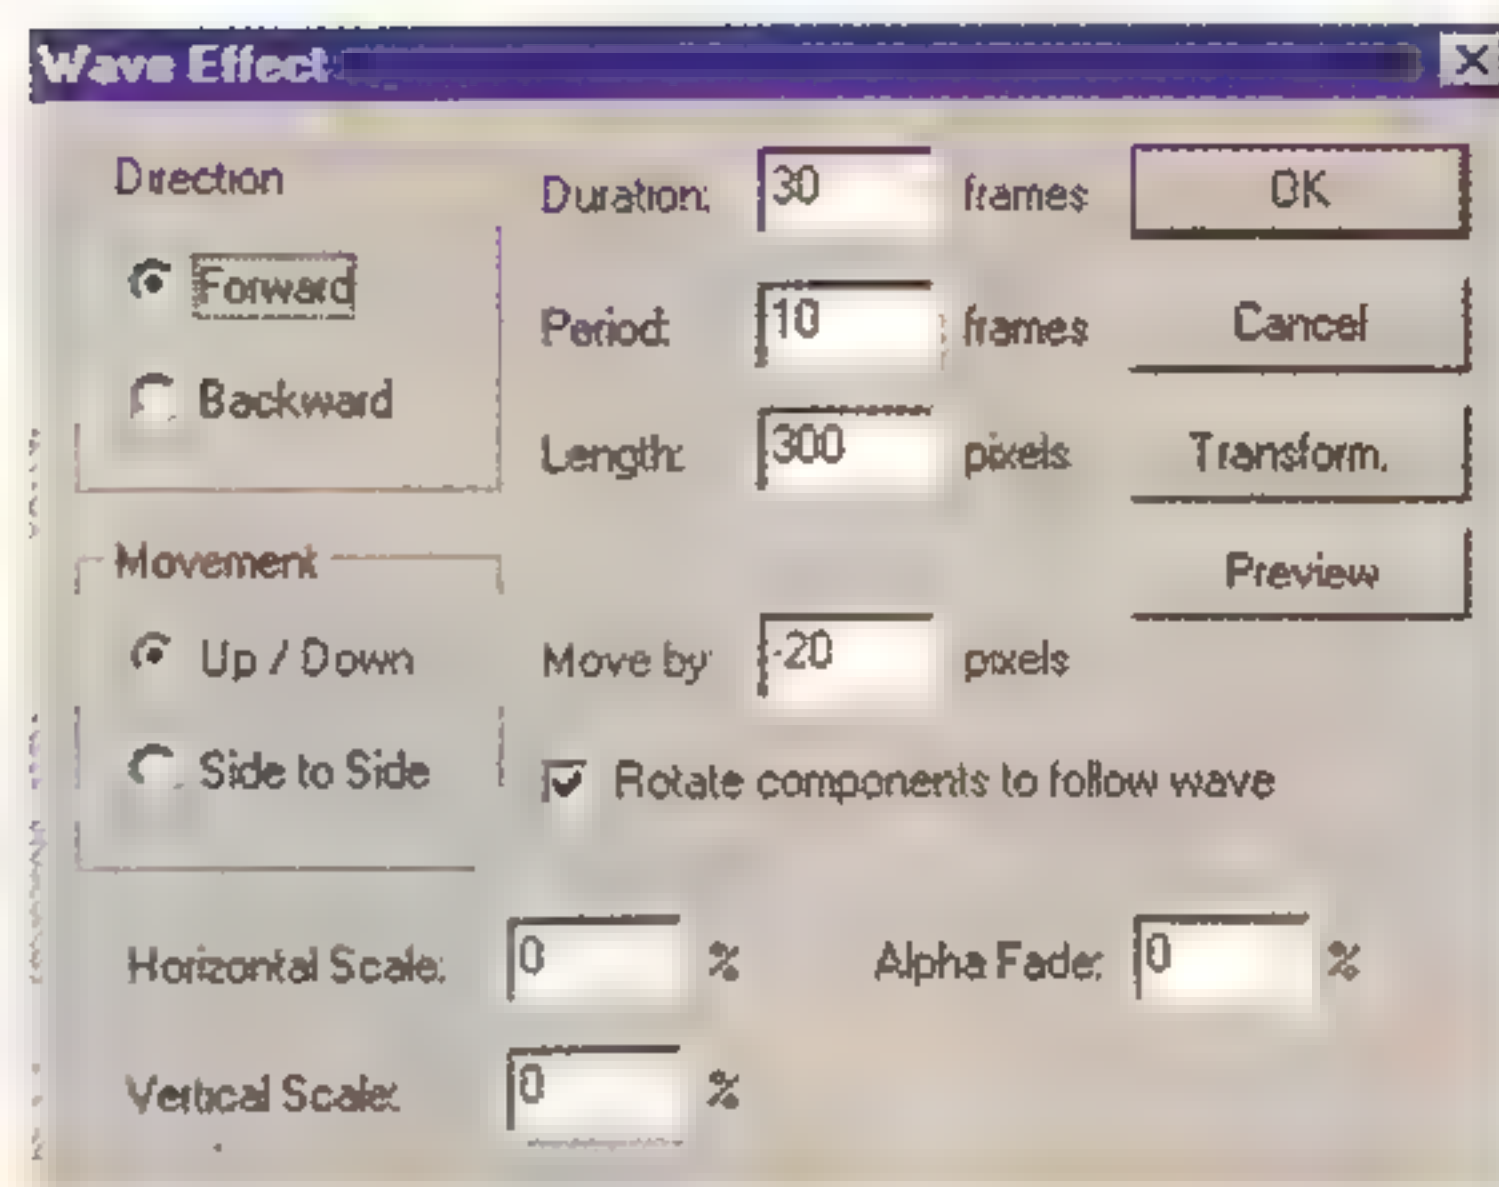 Wave Effect
Direction
Forward
Backward
Movement
Up / Down
Side to Side
Duration: 30 frames
Period: 10 frames
Length: 300 pixels
Move by: -20 pixels
Rotate components to follow wave
OK
Cancel
Transform.
Preview
Horizontal Scale: 0 %
Alpha Fade: 0 %
Vertical Scale: 0 %